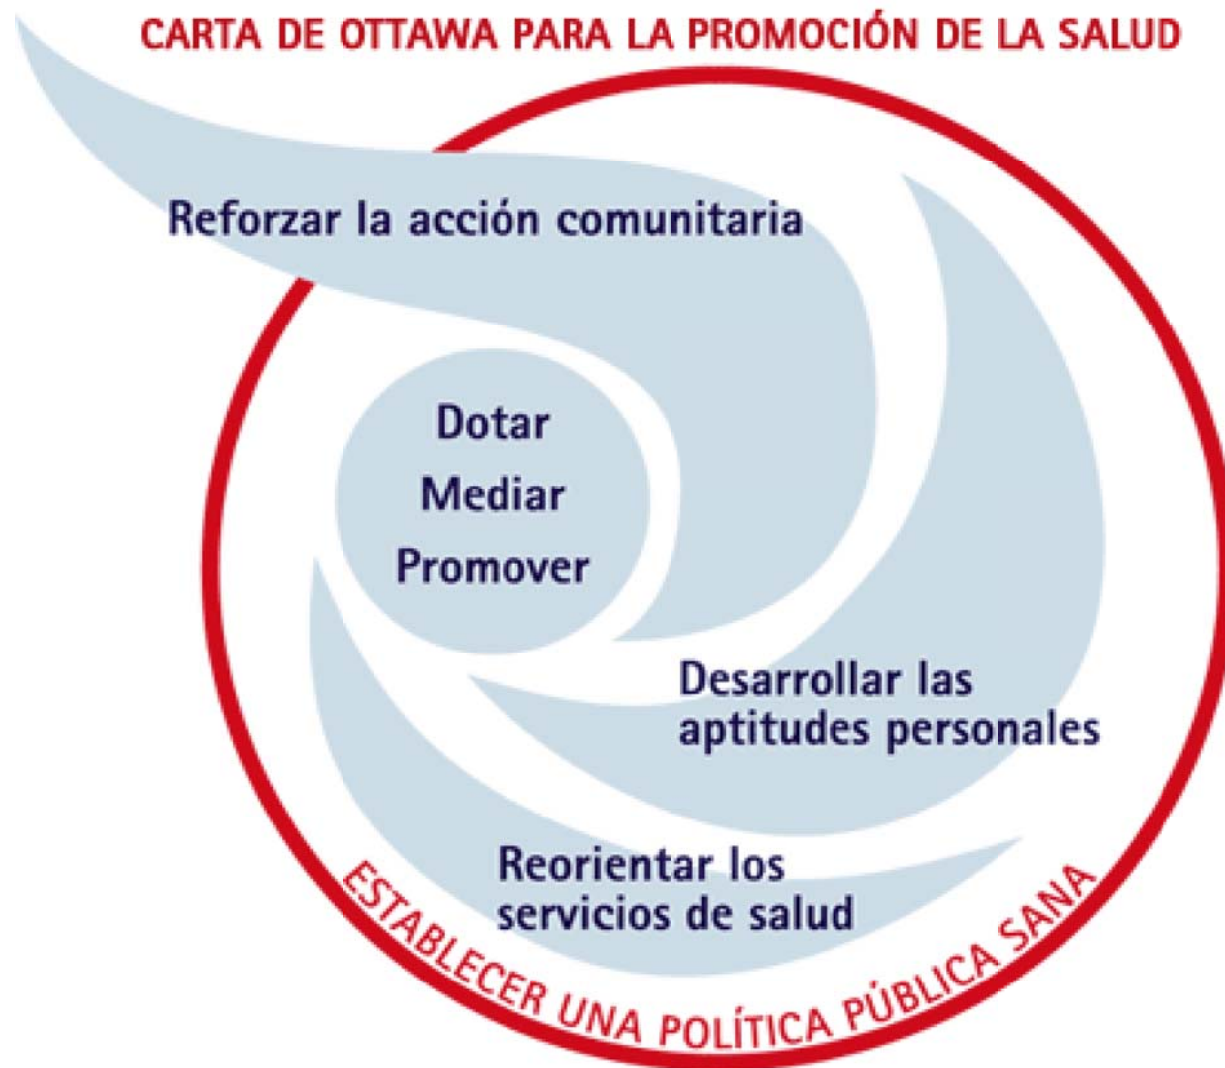 CARTA DE OTTAWA PARA LA PROMOCIÓN DE LA SALUD
Reforzar la acción comunitaria
Dotar
Mediar
Promover
Desarrollar las
aptitudes personales
Reorientar los
servicios de salud
ESTABLECER UNA POLÍTICA PÚBLICA SANA